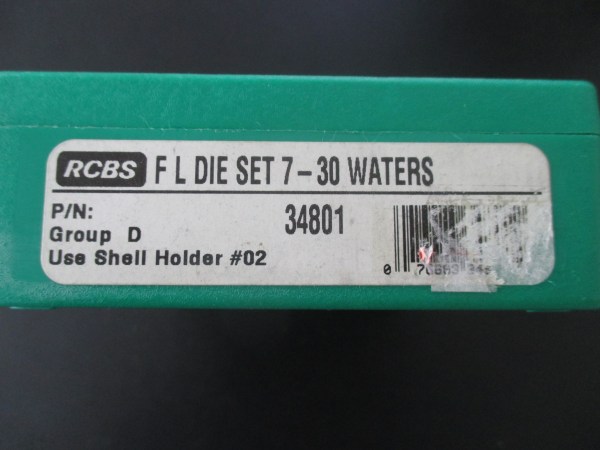 RCBS F L DIE SET 7-30 WATERS
P/N: 34801
Group D
Use Shell Holder #02